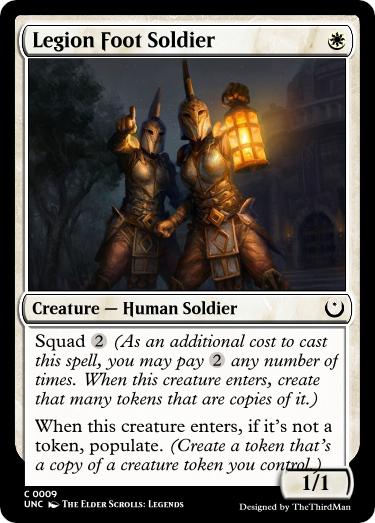 Legion Foot Soldier
Creature — Human Soldier
Squad 2 (As an additional cost to cast
this spell, you may pay 2 any number of
times. When this creature enters, create
that many tokens that are copies of it.)
When this creature enters, if it's not a
token, populate. (Create a token that's
a copy of a creature token you control.)
1/1
C 0009
UNC The Elder Scrolls: Legends
Designed by TheThirdMan